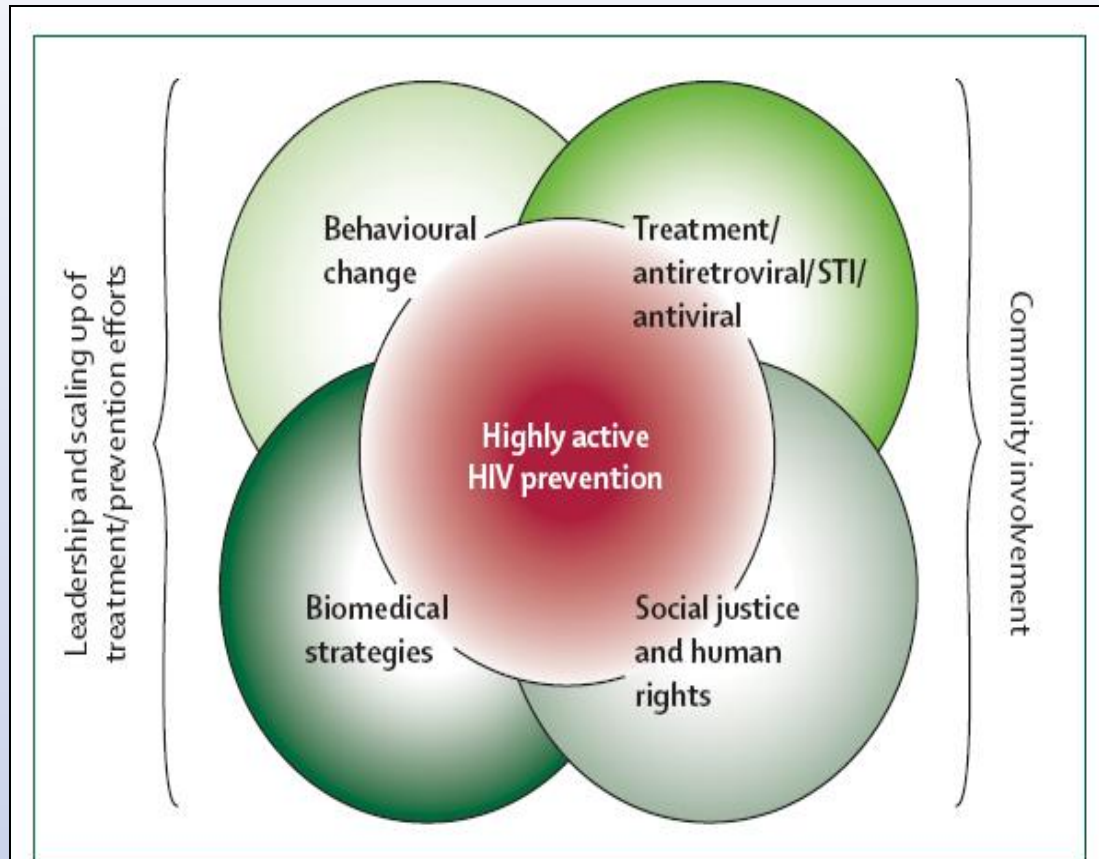 Leadership and scaling up of
treatment/prevention efforts
Behavioural
change
Treatment/
antiretroviral/STI/
antiviral
Highly active
HIV prevention
Biomedical
strategies
Social justice
and human
rights
Community involvement